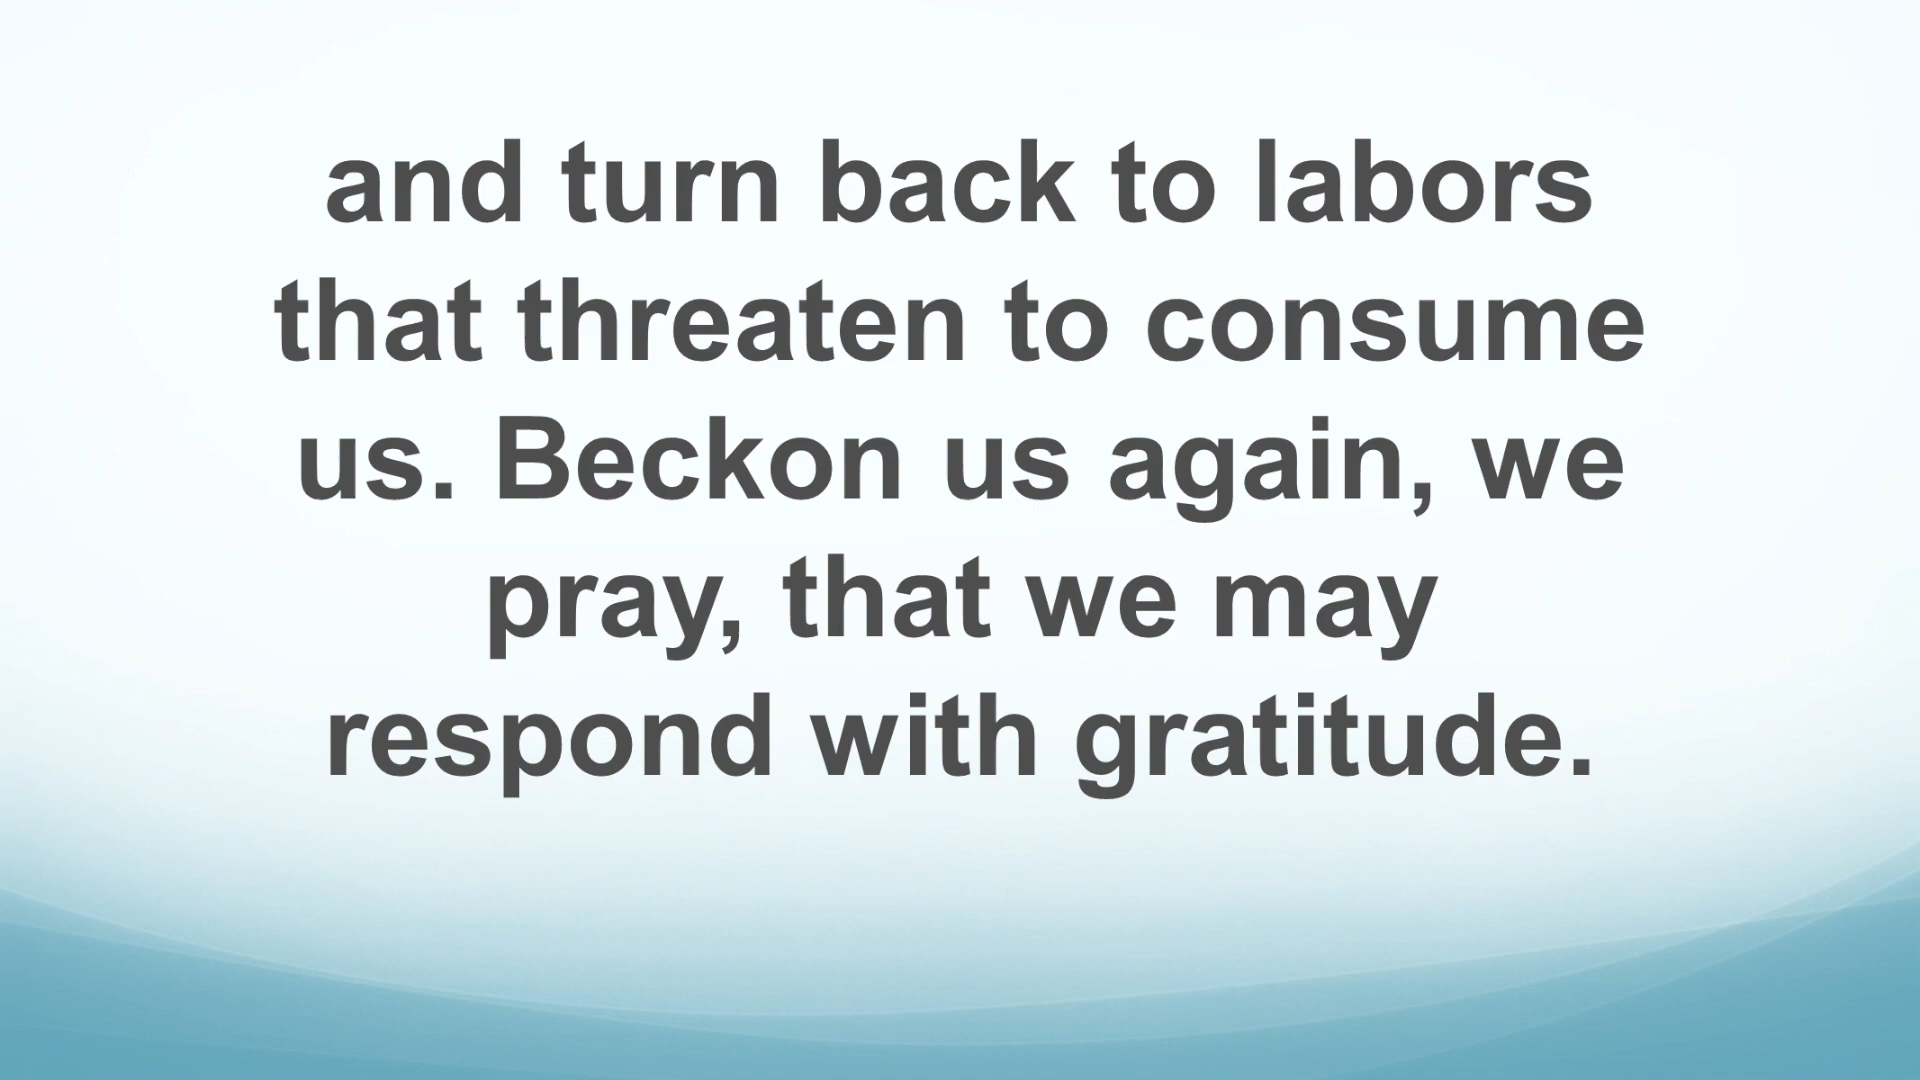 and turn back to labors
that threaten to consume
us. Beckon us again, we
pray, that we may
respond with gratitude.